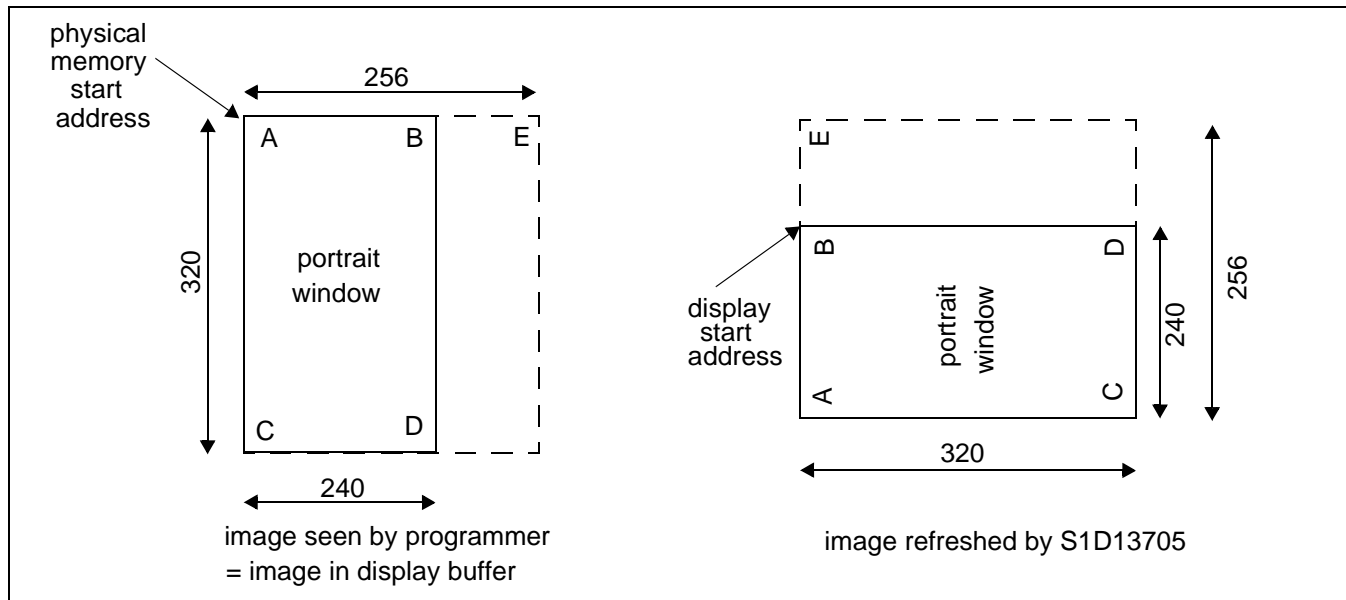 physical
memory
start
address
256
A
B
E
320
portrait
window
C
D
240
image seen by programmer
= image in display buffer
E
display
start
address
B
D
portrait
window
A
C
240
256
320
image refreshed by S1D13705